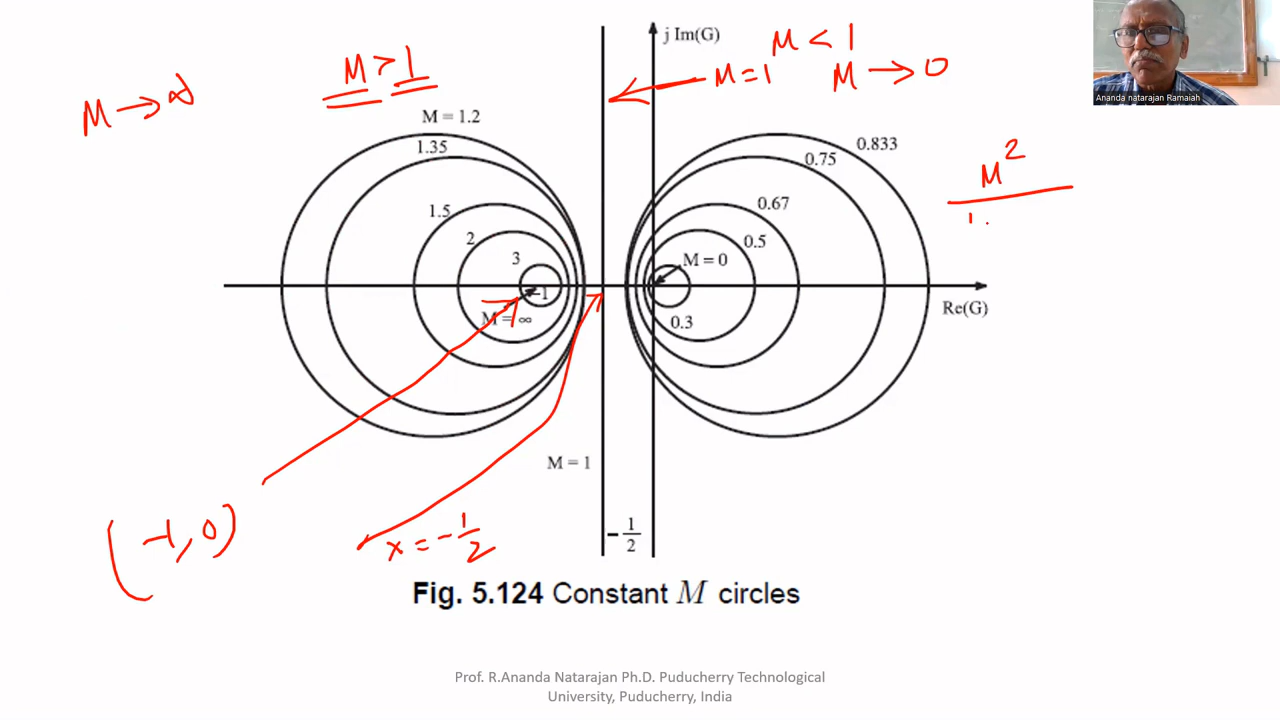 j Im(G)
M < 1
M > 1
M = 1
M → 0
M → ∞
Ananda natarajan Ramaiah
M = 1.2
1.35
0.833
0.75
M²
1.5
0.67
2
0.5
3
M = 0
-1
M = ∞
0.3
Re(G)
M = 1
(-1, 0)
x = -1/2
- 1/2
Fig. 5.124 Constant M circles
Prof. R.Ananda Natarajan Ph.D. Puducherry Technological
University, Puducherry, India